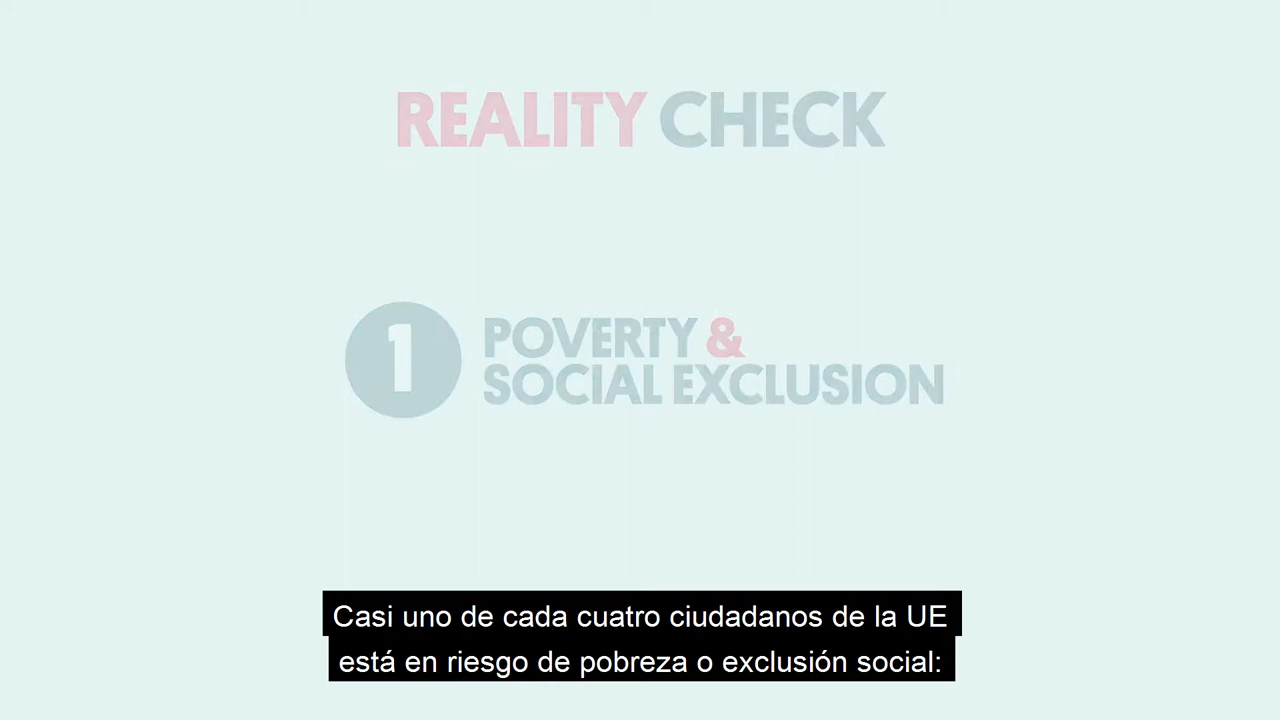 REALITY CHECK
1
POVERTY &
SOCIAL EXCLUSION
Casi uno de cada cuatro ciudadanos de la UE
está en riesgo de pobreza o exclusión social: